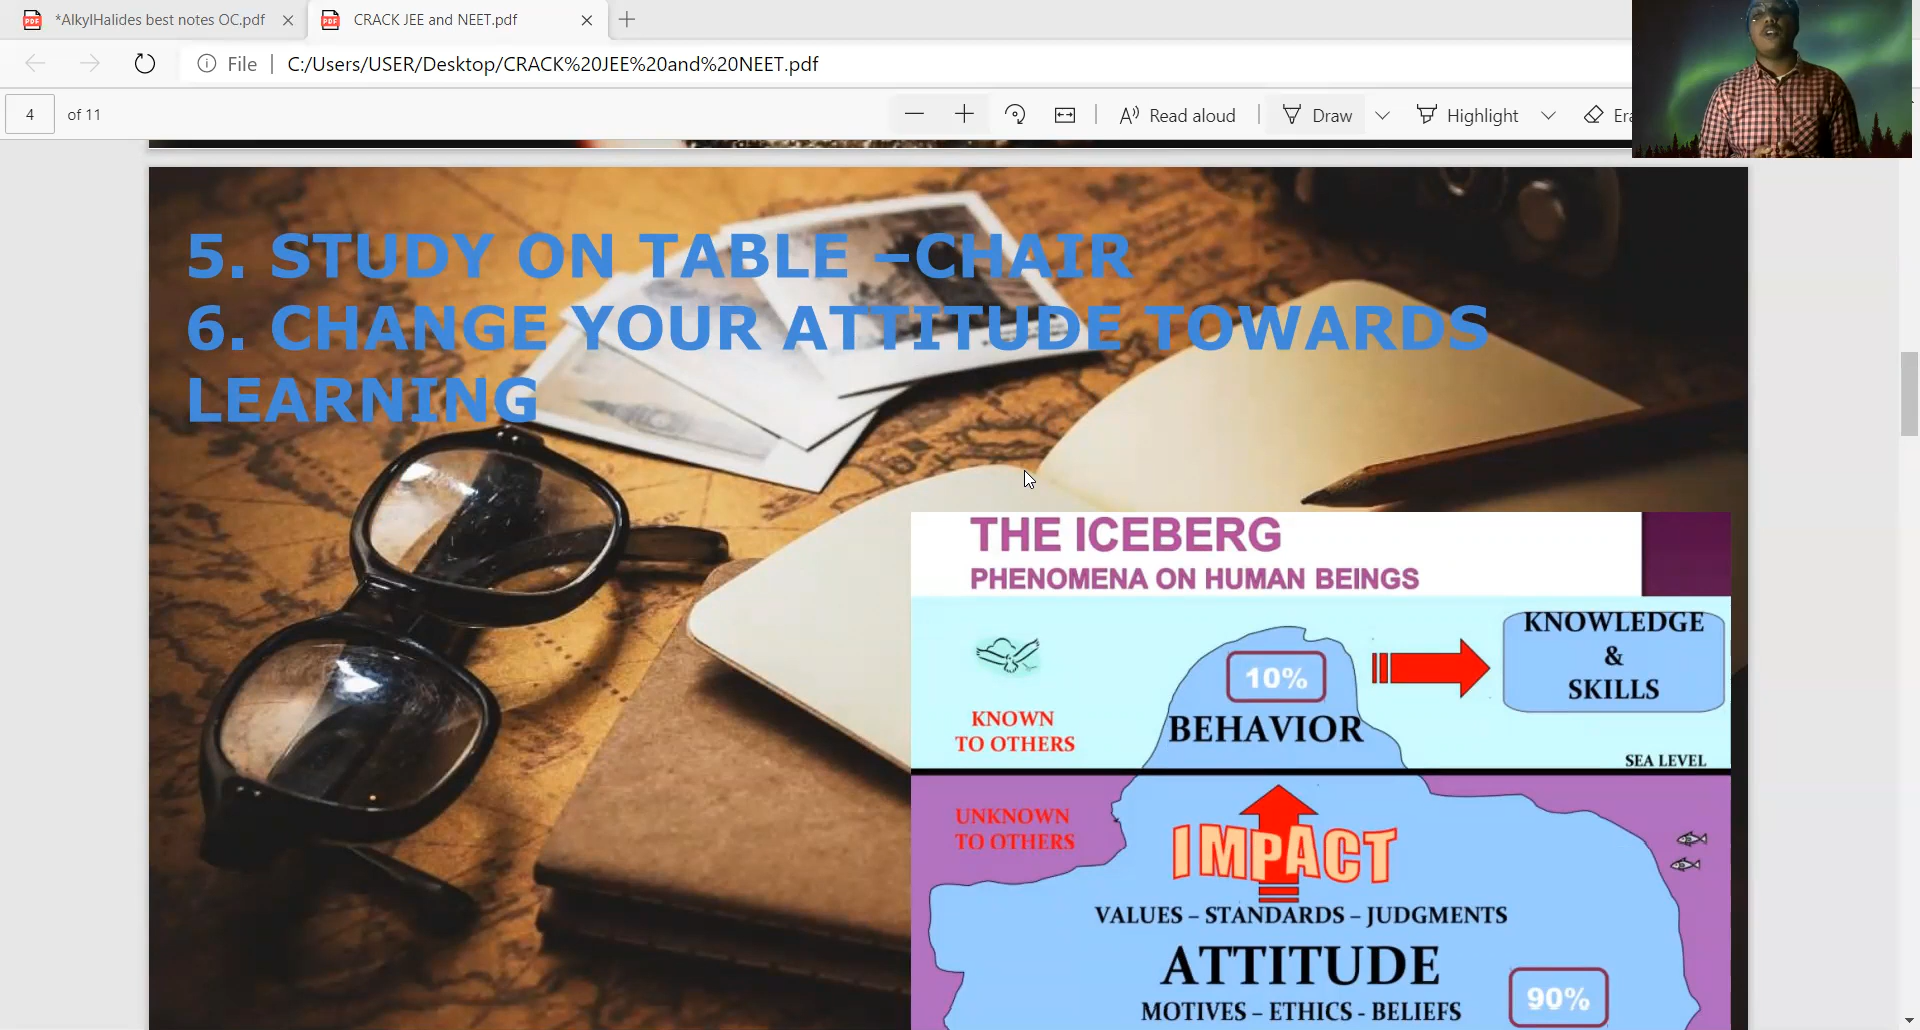 *AlkylHalides best notes OC.pdf
CRACK JEE and NEET.pdf
File
C:/Users/USER/Desktop/CRACK%20JEE%20and%20NEET.pdf
4 of 11
Read aloud
Draw
Highlight
Era
5. STUDY ON TABLE –CHAIR
6. CHANGE YOUR ATTITUDE TOWARDS
LEARNING
THE ICEBERG
PHENOMENA ON HUMAN BEINGS
KNOWN
TO OTHERS
10%
BEHAVIOR
KNOWLEDGE
&
SKILLS
SEA LEVEL
UNKNOWN
TO OTHERS
IMPACT
VALUES – STANDARDS – JUDGMENTS
ATTITUDE
MOTIVES – ETHICS - BELIEFS
90%